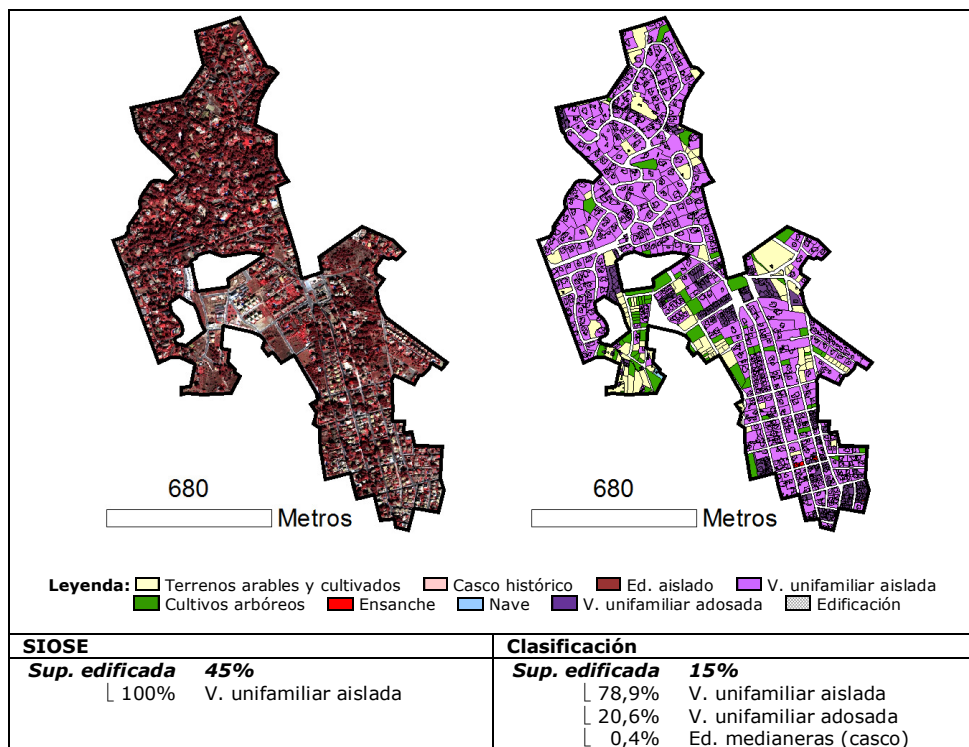 680
Metros
680
Metros
Leyenda: Terrenos arables y cultivados Casco histórico Ed. aislado V. unifamiliar aislada
Cultivos arbóreos Ensanche Nave V. unifamiliar adosada Edificación
SIOSE
Sup. edificada 45%
100% V. unifamiliar aislada
Clasificación
Sup. edificada 15%
78,9% V. unifamiliar aislada
20,6% V. unifamiliar adosada
0,4% Ed. medianeras (casco)